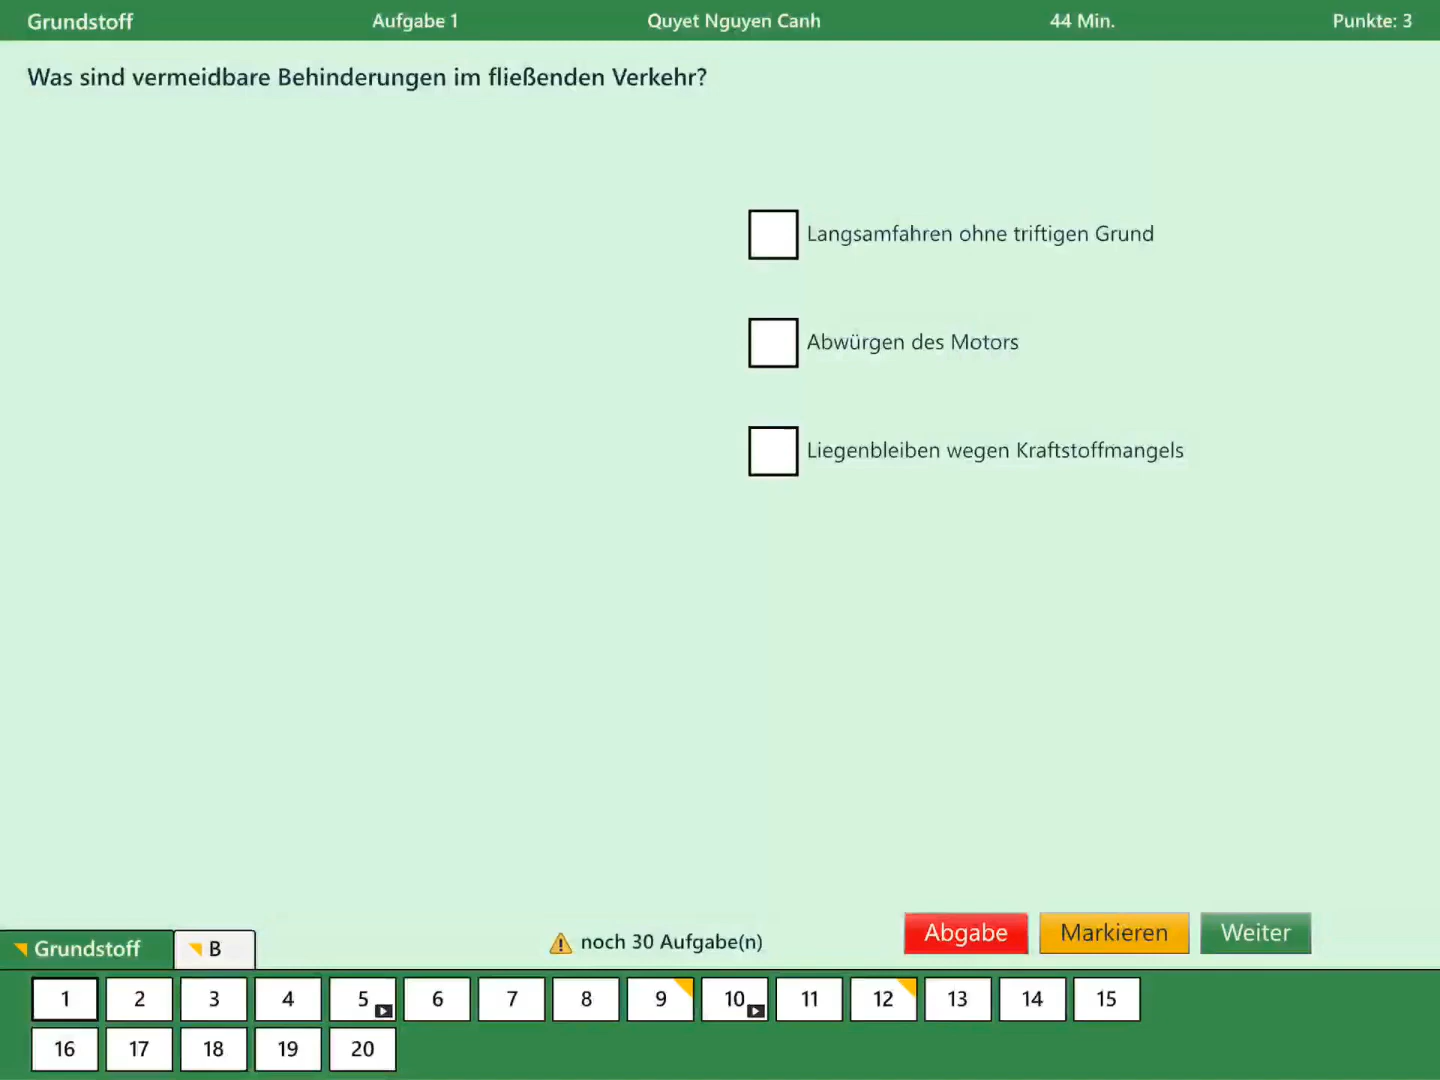 Grundstoff Aufgabe 1 Quyet Nguyen Canh 44 Min. Punkte: 3
Was sind vermeidbare Behinderungen im fließenden Verkehr?
Langsamfahren ohne triftigen Grund
Abwürgen des Motors
Liegenbleiben wegen Kraftstoffmangels
Grundstoff B noch 30 Aufgabe(n) Abgabe Markieren Weiter
1 2 3 4 5 6 7 8 9 10 11 12 13 14 15
16 17 18 19 20